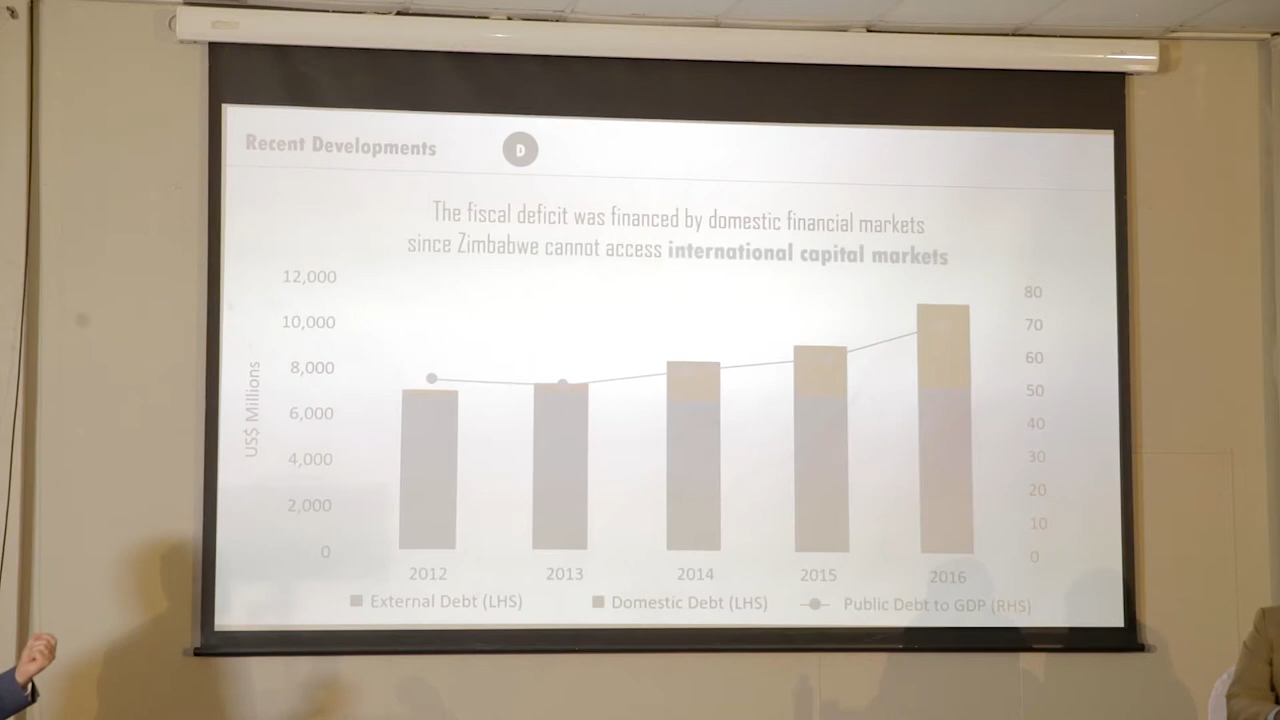 Recent Developments
D
The fiscal deficit was financed by domestic financial markets
since Zimbabwe cannot access international capital markets
12,000
10,000
8,000
6,000
4,000
2,000
0
US$ Millions
80
70
60
50
40
30
20
10
0
2012 2013 2014 2015 2016
External Debt (LHS) Domestic Debt (LHS) Public Debt to GDP (RHS)